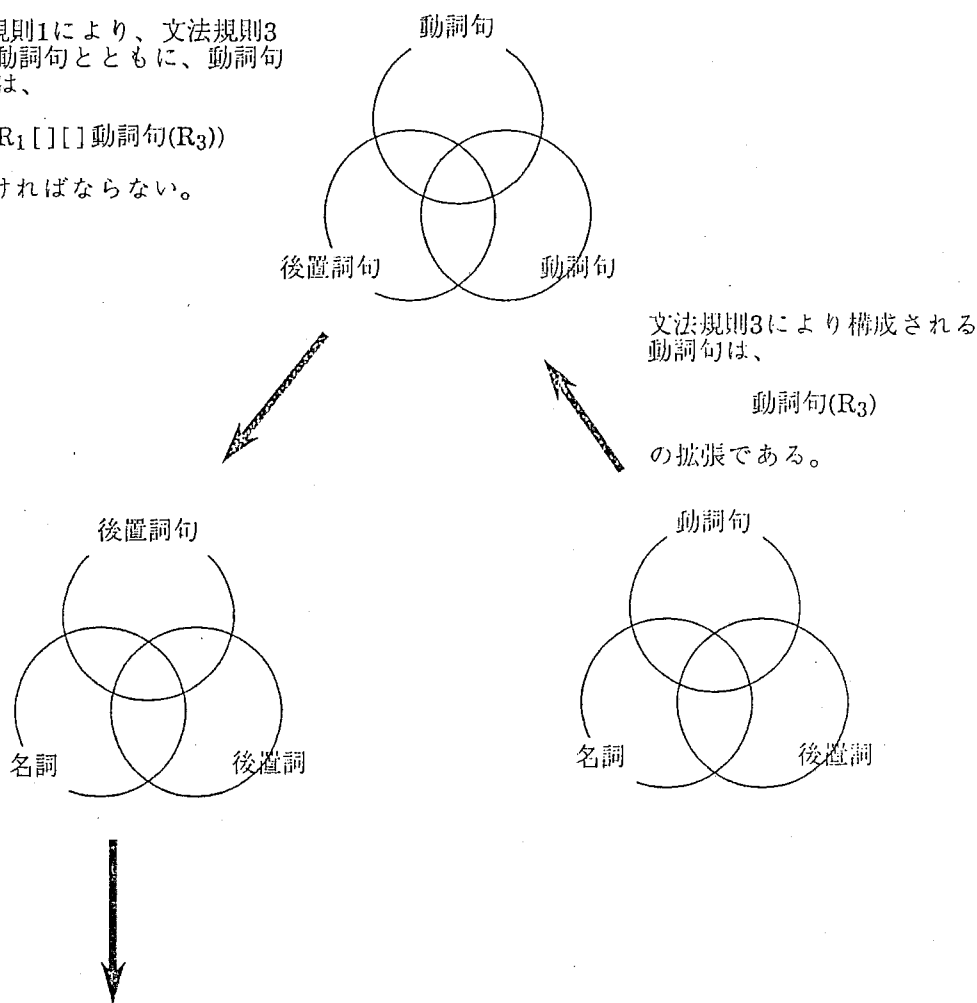 規則1により、文法規則3
動詞句とともに、動詞句
は、
R₁[][]動詞句(R₃))
ければならない。
動詞句
後置詞句
動詞句
文法規則3により構成される
動詞句は、
動詞句(R₃)
の拡張である。
後置詞句
名詞
後置詞
動詞句
名詞
後置詞